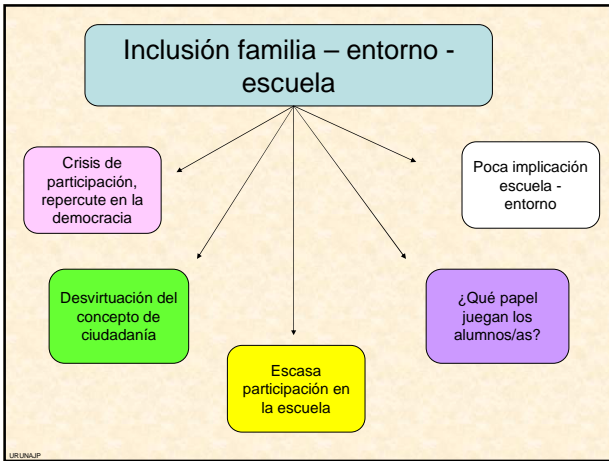 Inclusión familia – entorno -
escuela
Crisis de
participación,
repercute en la
democracia
Poca implicación
escuela -
entorno
Desvirtuación del
concepto de
ciudadanía
¿Qué papel
juegan los
alumnos/as?
Escasa
participación en
la escuela
URUNAJP